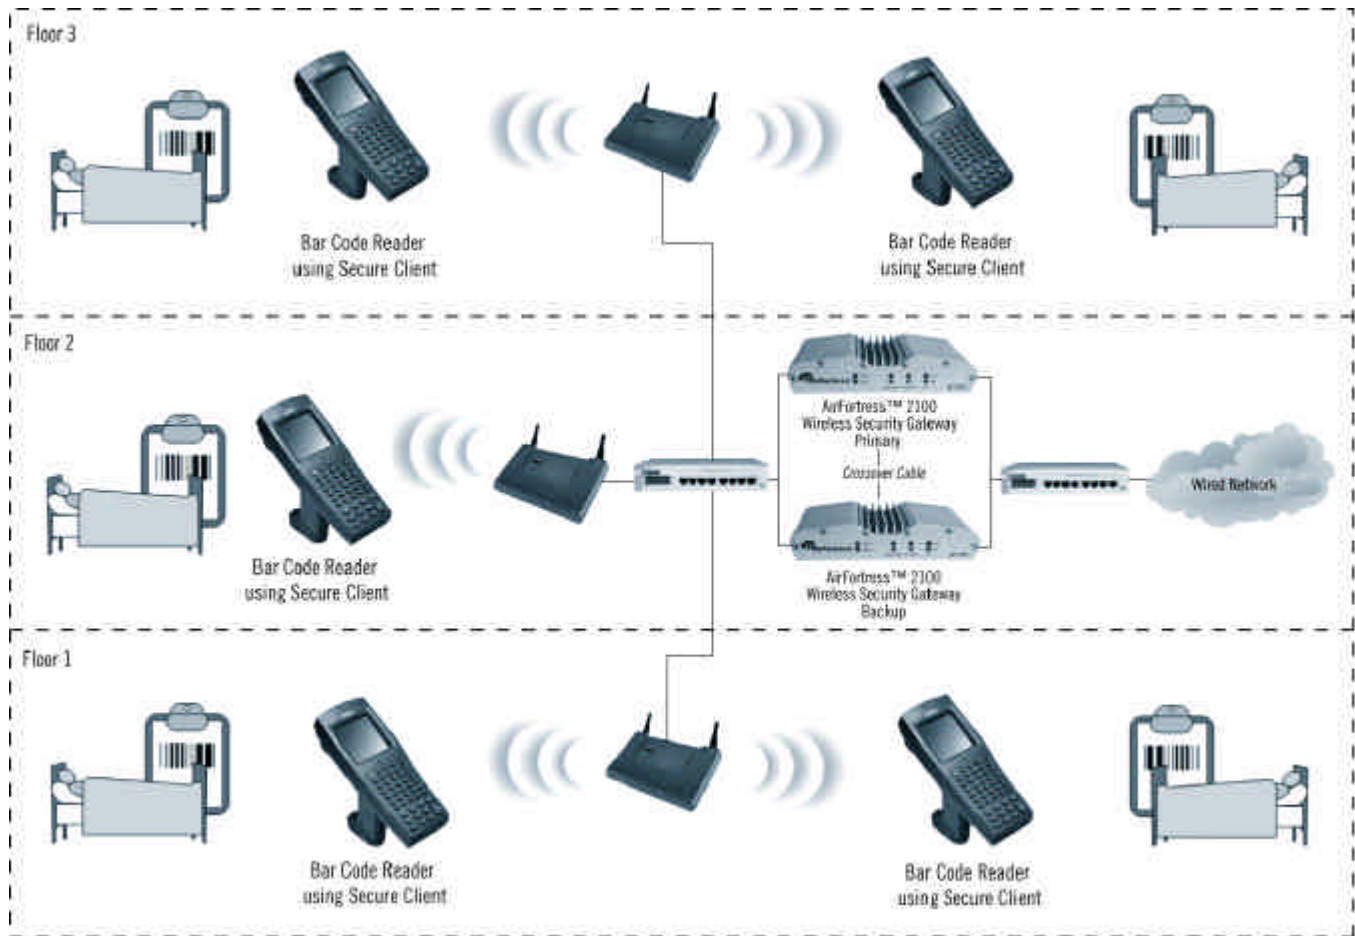 Floor 3
Bar Code Reader
using Secure Client
Bar Code Reader
using Secure Client
Floor 2
Bar Code Reader
using Secure Client
AirFortress™ 2100
Wireless Security Gateway
Primary
Crossover Cable
AirFortress™ 2100
Wireless Security Gateway
Backup
Wired Network
Floor 1
Bar Code Reader
using Secure Client
Bar Code Reader
using Secure Client